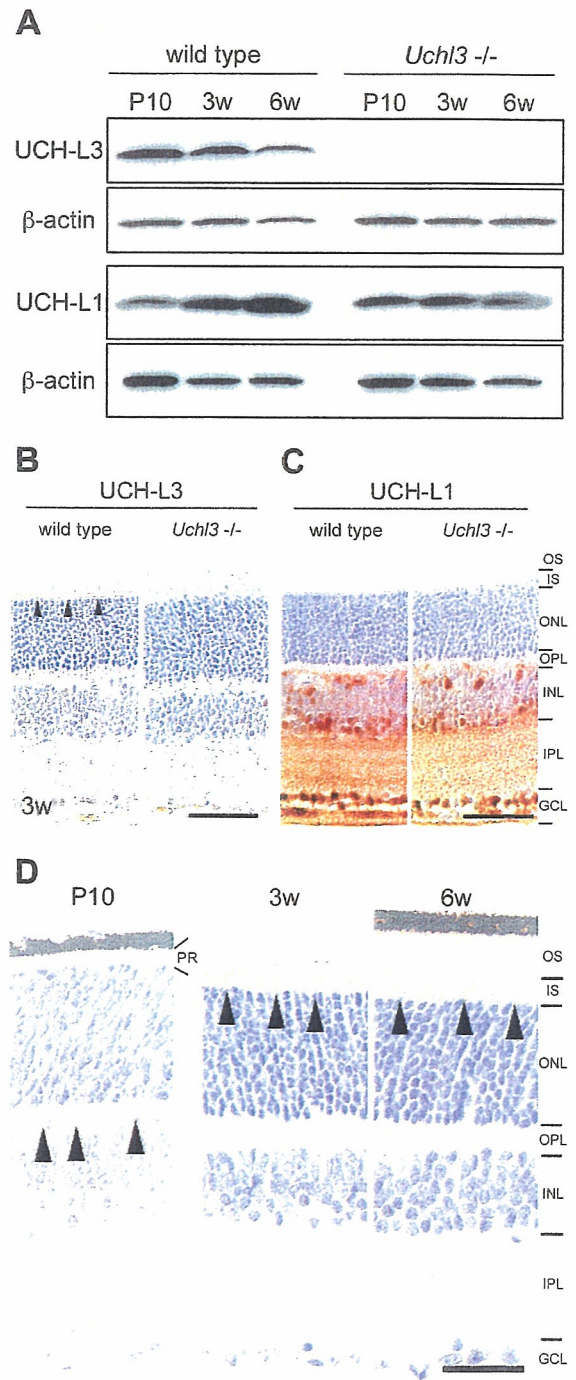 A
wild type Uchl3 -/-
P10 3w 6w P10 3w 6w
UCH-L3
β-actin
UCH-L1
β-actin
B
UCH-L3
wild type Uchl3 -/-
3w
C
UCH-L1
wild type Uchl3 -/-
OS
IS
ONL
OPL
INL
IPL
GCL
D
P10 3w 6w
PR
OS
IS
ONL
OPL
INL
IPL
GCL